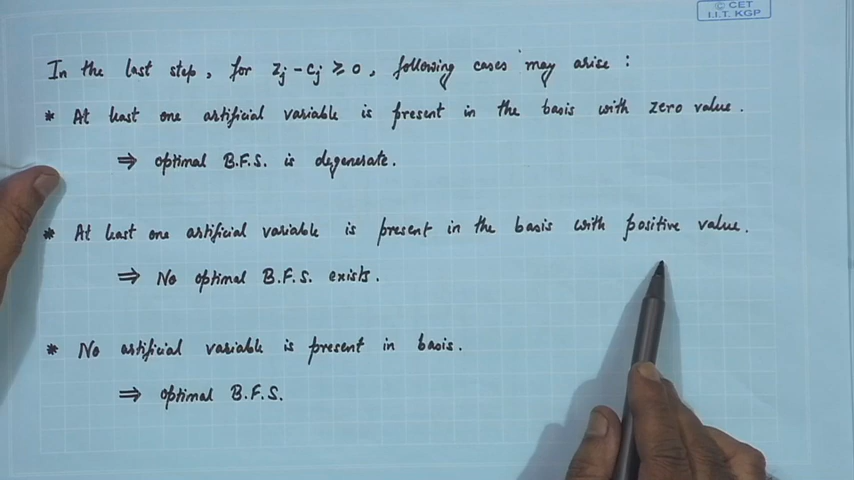 © CET
I.I.T. KGP
In the last step, for zj - cj ≥ 0, following cases may arise :
* At least one artificial variable is present in the basis with zero value.
⇒ optimal B.F.S. is degenerate.
* At least one artificial variable is present in the basis with positive value.
⇒ No optimal B.F.S. exists.
* No artificial variable is present in basis.
⇒ optimal B.F.S.